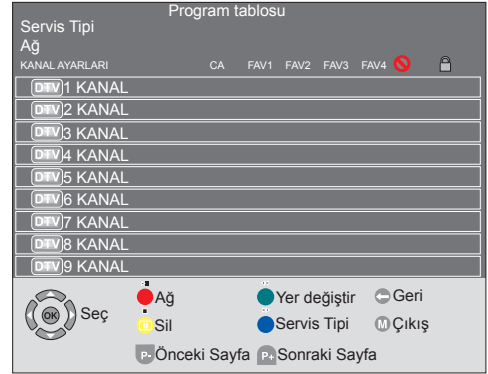 Program tablosu
Servis Tipi
Ağ
KANAL AYARLARI CA FAV1 FAV2 FAV3 FAV4
DTV 1 KANAL
DTV 2 KANAL
DTV 3 KANAL
DTV 4 KANAL
DTV 5 KANAL
DTV 6 KANAL
DTV 7 KANAL
DTV 8 KANAL
DTV 9 KANAL
OK Seç Ağ Yer değiştir Geri
Sil Servis Tipi M Çıkış
P- Önceki Sayfa P+ Sonraki Sayfa